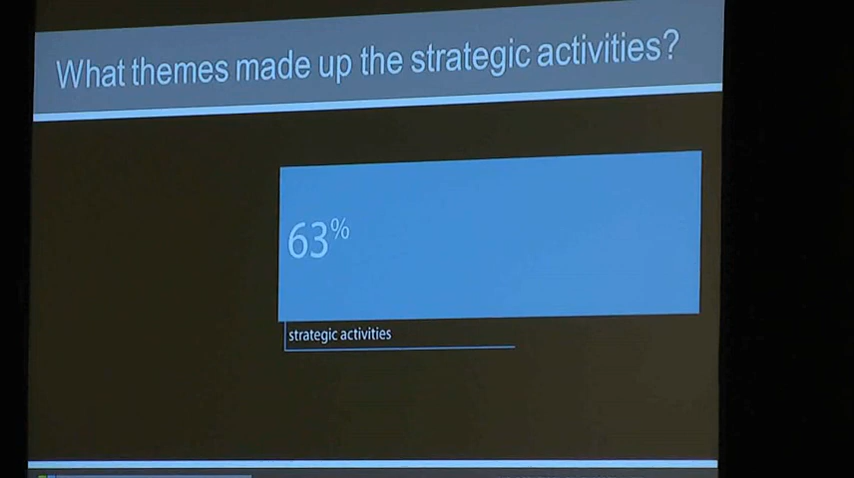 What themes made up the strategic activities?
63%
strategic activities